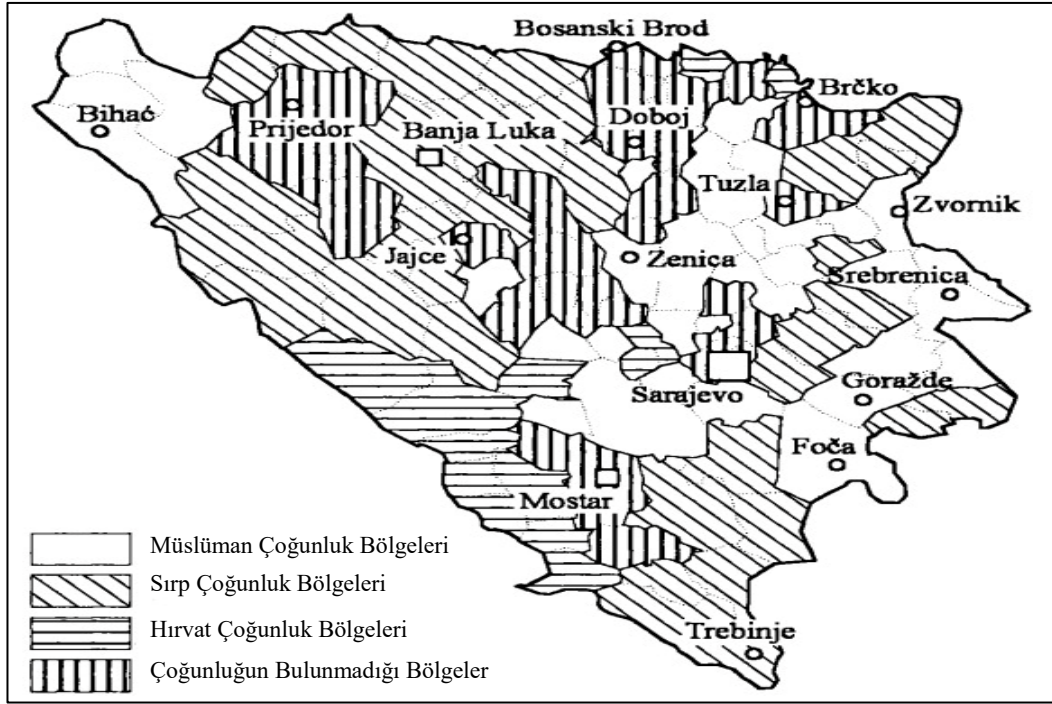 Bosanski Brod
Bihać
Prijedor
Banja Luka
Doboj
Brčko
Tuzla
Zvornik
Jajce
Zenica
Srebrenica
Sarajevo
Goražde
Foča
Mostar
Trebinje
Müslüman Çoğunluk Bölgeleri
Sırp Çoğunluk Bölgeleri
Hırvat Çoğunluk Bölgeleri
Çoğunluğun Bulunmadığı Bölgeler